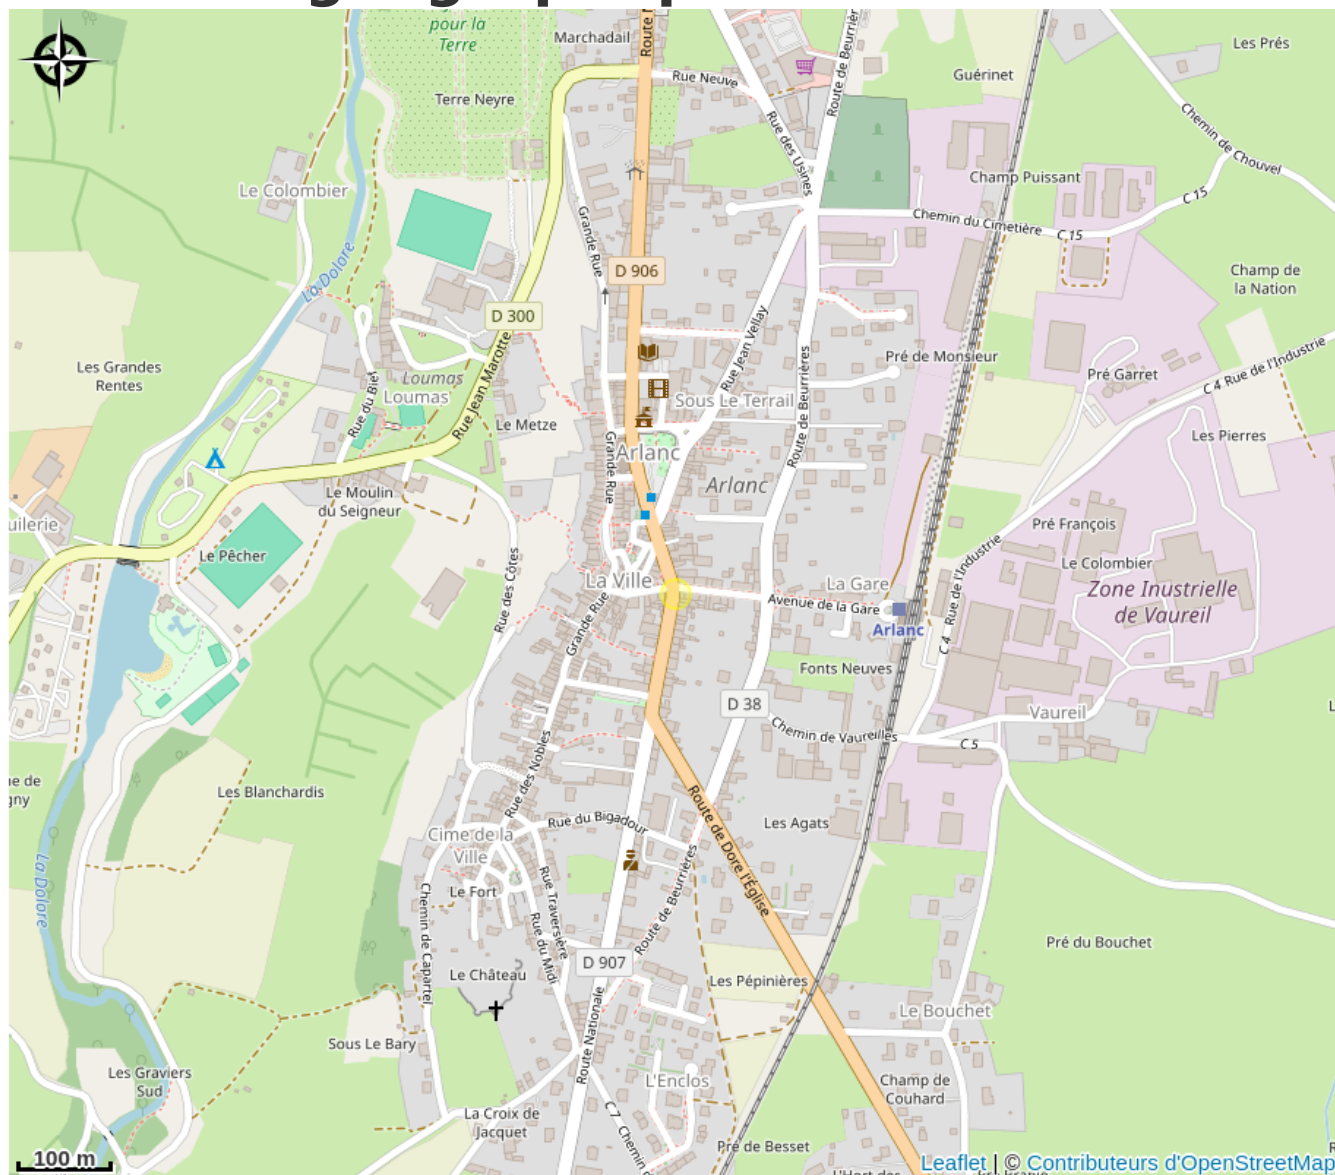 pour la
Terre
Marchadail
Rue Neuve
Route de Beurrières
Les Prés
Guérinet
Terre Neyre
Chemin de Chouvel
Rue des Usines
Le Colombier
Champ Puissant
C 15
Chemin du Cimetière
C 15
Grande Rue
La Dolore
D 906
Champ de
la Nation
D 300
Rue Jean Vellay
Les Grandes
Rentes
Rue Jean Marotte
Loumas
Loumas
Rue du Bief
Pré de Monsieur
Pré Garret
C 4 Rue de l'Industrie
Sous Le Terrail
Route de Beurrières
Le Metze
Les Pierres
Grande Rue
Arlanc
Arlanc
Le Moulin
du Seigneur
uilerie
Pré François
Le Pêcher
C 4 Rue de l'Industrie
Le Colombier
Rue des Côtes
La Ville
La Gare
Avenue de la Gare
Zone Inustrielle
de Vaureil
Grande Rue
Arlanc
Fonts Neuves
D 38
Vaureil
Chemin de Vaureilles
C 5
Rue des Nobles
ne de
gny
Les Blanchardis
Route de Dore l'Église
Rue du Bigadour
Les Agats
Cime de la
Ville
Le Fort
La Dolore
Chemin de Capartel
Rue Traversière
Rue du Midi
Route de Beurrières
Pré du Bouchet
D 907
Le Château
Les Pépinières
Le Bouchet
Route Nationale
Sous Le Bary
Les Graviers
Sud
L'Enclos
Champ de
Couhard
La Croix de
Jacquet
C 7 Chemin
Pré de Besset
100 m
Leaflet | © Contributeurs d'OpenStreetMap